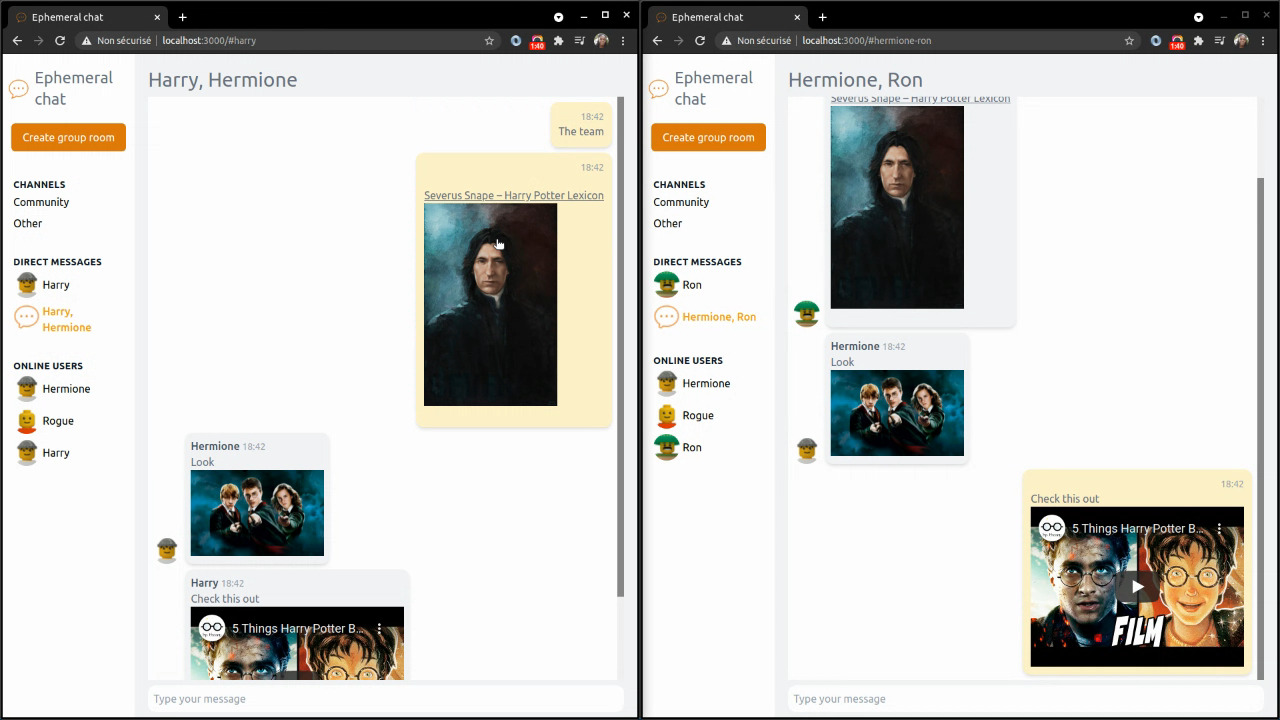 Ephemeral chat
Non sécurisé | localhost:3000/#harry
1:40
Ephemeral
chat
Create group room
CHANNELS
Community
Other
DIRECT MESSAGES
Harry
Harry,
Hermione
ONLINE USERS
Hermione
Rogue
Harry
Harry, Hermione
18:42
The team
18:42
Severus Snape – Harry Potter Lexicon
Hermione 18:42
Look
Harry 18:42
Check this out
5 Things Harry Potter B...
Type your message
Ephemeral chat
Non sécurisé | localhost:3000/#hermione-ron
1:40
Ephemeral
chat
Create group room
CHANNELS
Community
Other
DIRECT MESSAGES
Ron
Hermione, Ron
ONLINE USERS
Hermione
Rogue
Ron
Hermione, Ron
Severus Snape – Harry Potter Lexicon
Hermione 18:42
Look
18:42
Check this out
5 Things Harry Potter B...
FILM
Type your message